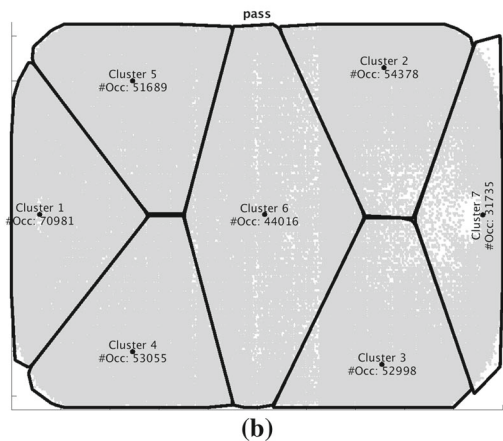 pass
Cluster 5
#Occ: 51689
Cluster 2
#Occ: 54378
Cluster 1
#Occ: 70981
Cluster 6
#Occ: 44016
Cluster 7
#Occ: 31735
Cluster 4
#Occ: 53055
Cluster 3
#Occ: 52998
(b)